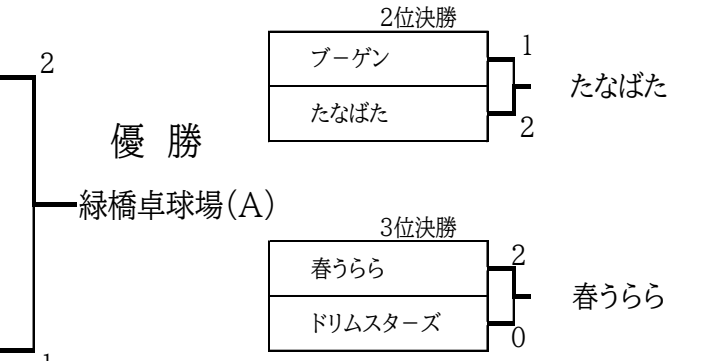 2
優 勝
緑橋卓球場(A)
1
2位決勝
ブーゲン
1
たなばた
2
たなばた
3位決勝
春うらら
2
ドリムスターズ
0
春うらら